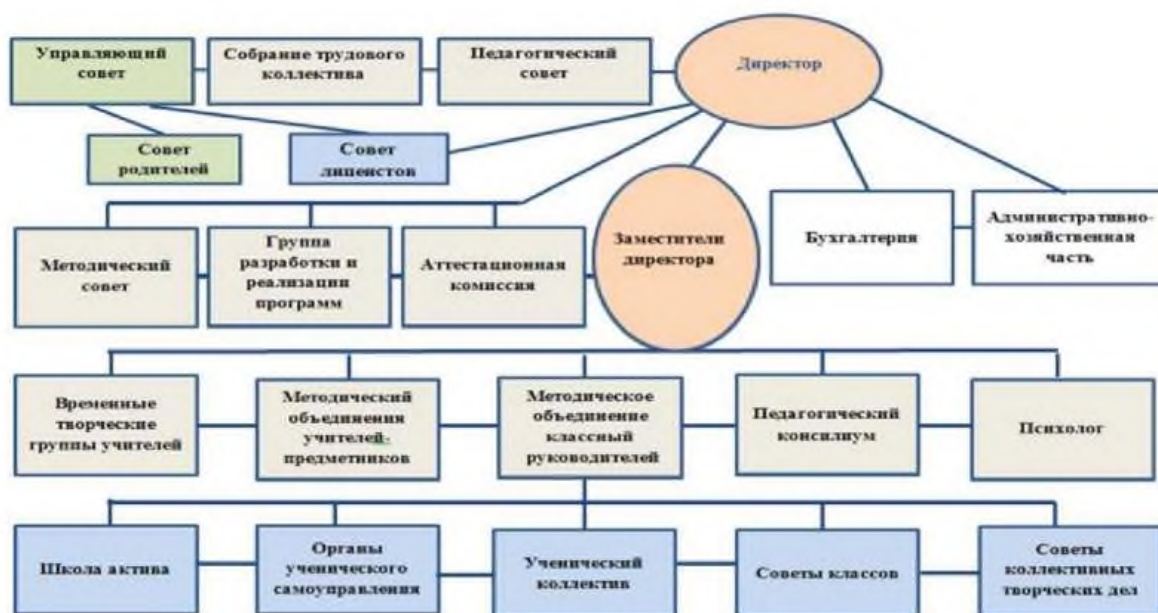 Управляющий
совет
Собрание трудового
коллектива
Педагогический
совет
Директор
Совет
родителей
Совет
лицеистов
Методический
совет
Группа
разработки и
реализации
программ
Аттестационная
комиссия
Заместители
директора
Бухгалтерия
Административно-
хозяйственная
часть
Временные
творческие
группы учителей
Методический
объединения
учителей-
предметников
Методическое
объединение
классный
руководителей
Педагогический
консилиум
Психолог
Школа актива
Органы
ученического
самоуправления
Ученический
коллектив
Советы классов
Советы
коллективных
творческих дел